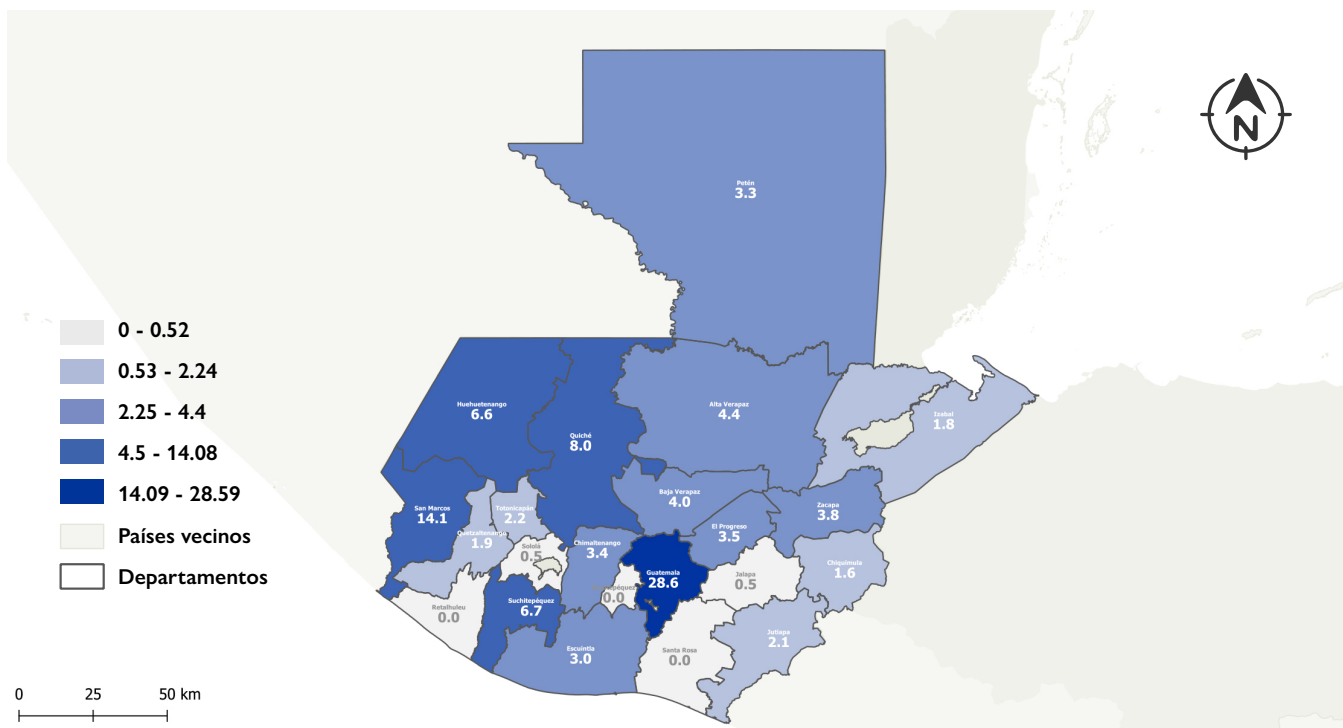 N
Petén
3.3
0 - 0.52
0.53 - 2.24
2.25 - 4.4
4.5 - 14.08
14.09 - 28.59
Países vecinos
Departamentos
Huehuetenango
6.6
Quiché
8.0
Alta Verapaz
4.4
Izabal
1.8
San Marcos
14.1
Totonicapán
2.2
Quetzaltenango
1.9
Sololá
0.5
Chimaltenango
3.4
Baja Verapaz
4.0
El Progreso
3.5
Zacapa
3.8
Guatemala
28.6
0.0
Jalapa
0.5
Chiquimula
1.6
Retalhuleu
0.0
Suchitepéquez
6.7
Escuintla
3.0
Santa Rosa
0.0
Jutiapa
2.1
0 25 50 km